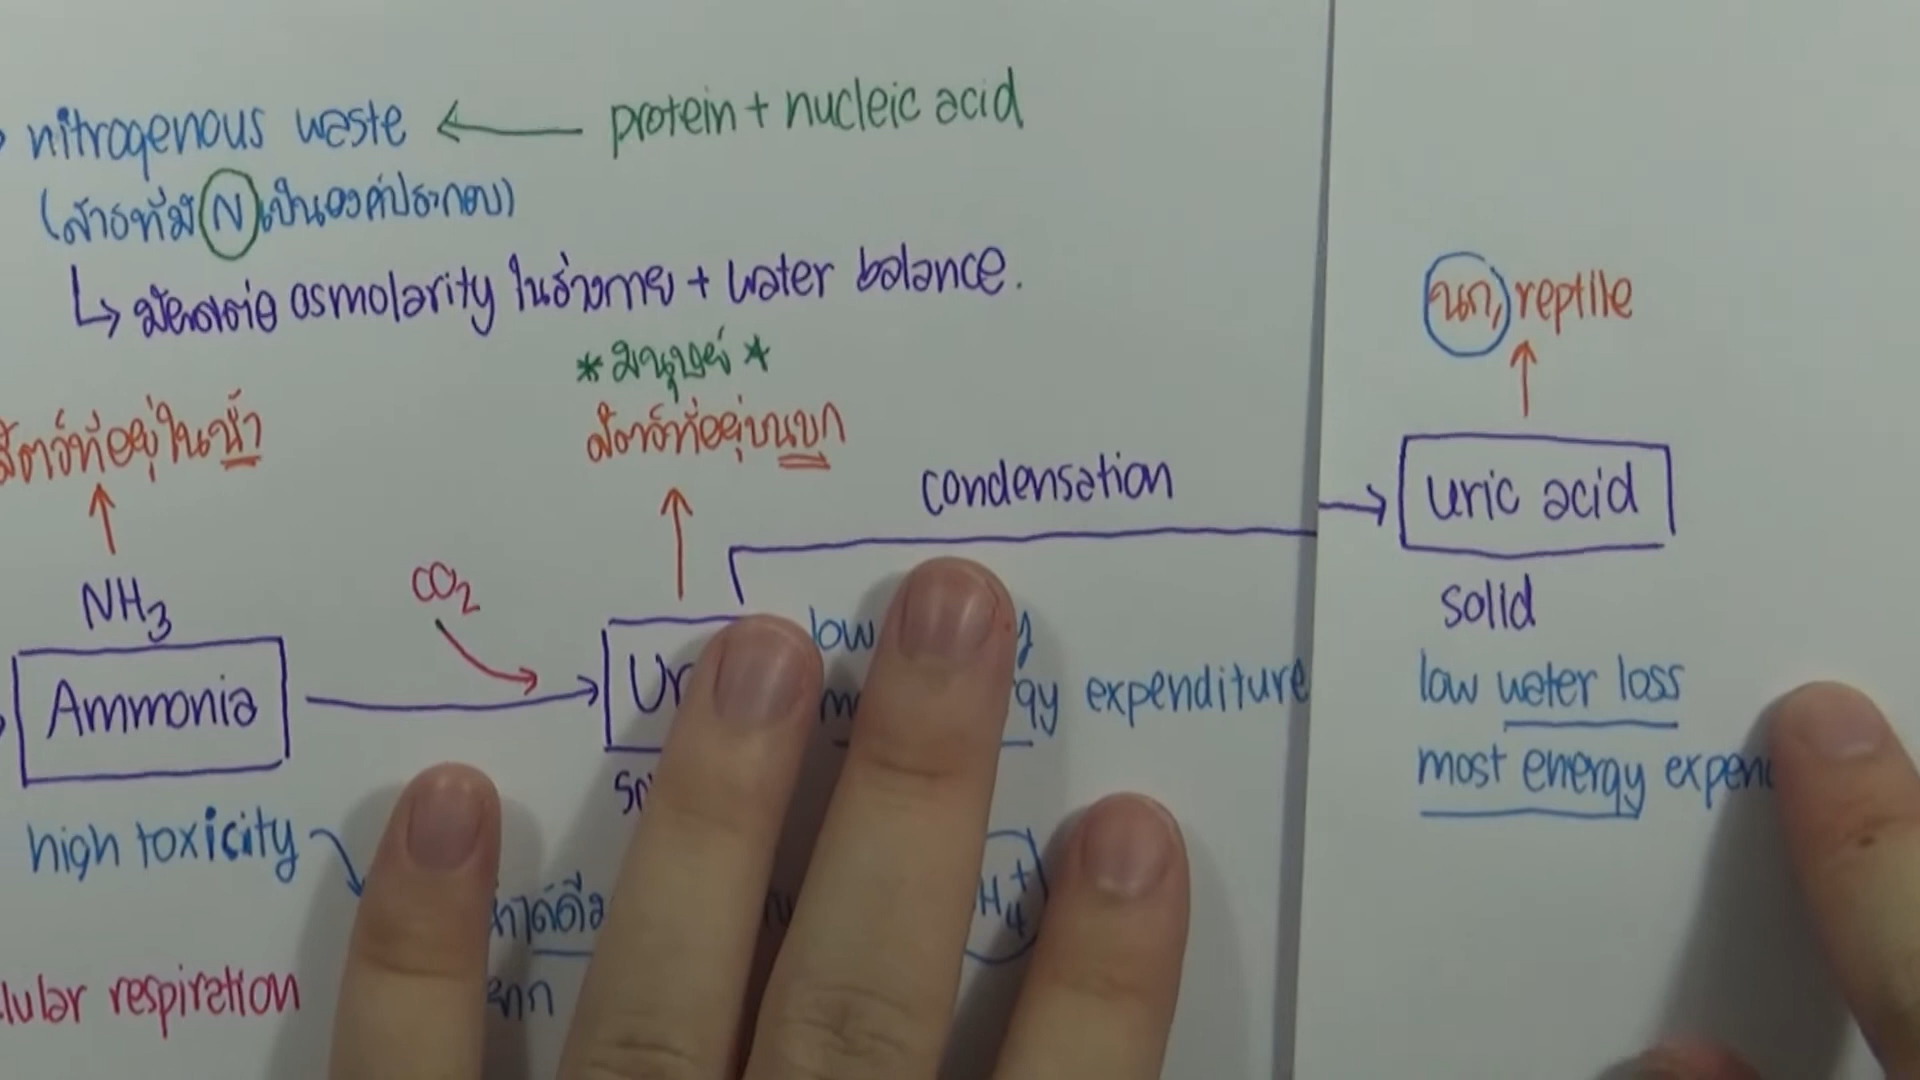 nitrogenous waste ← protein + nucleic acid
(สารที่มี N เป็นองค์ประกอบ)
↳ มีผลต่อ osmolarity ในร่างกาย + water balance.
*มนุษย์*
สัตว์ที่อยู่ในน้ำ
สัตว์ที่อยู่บนบก
นก, reptile
condensation
uric acid
NH3
CO2
Ammonia
Ur
solid
low
expenditure
low water loss
most energy
high toxicity
H4+
respiration